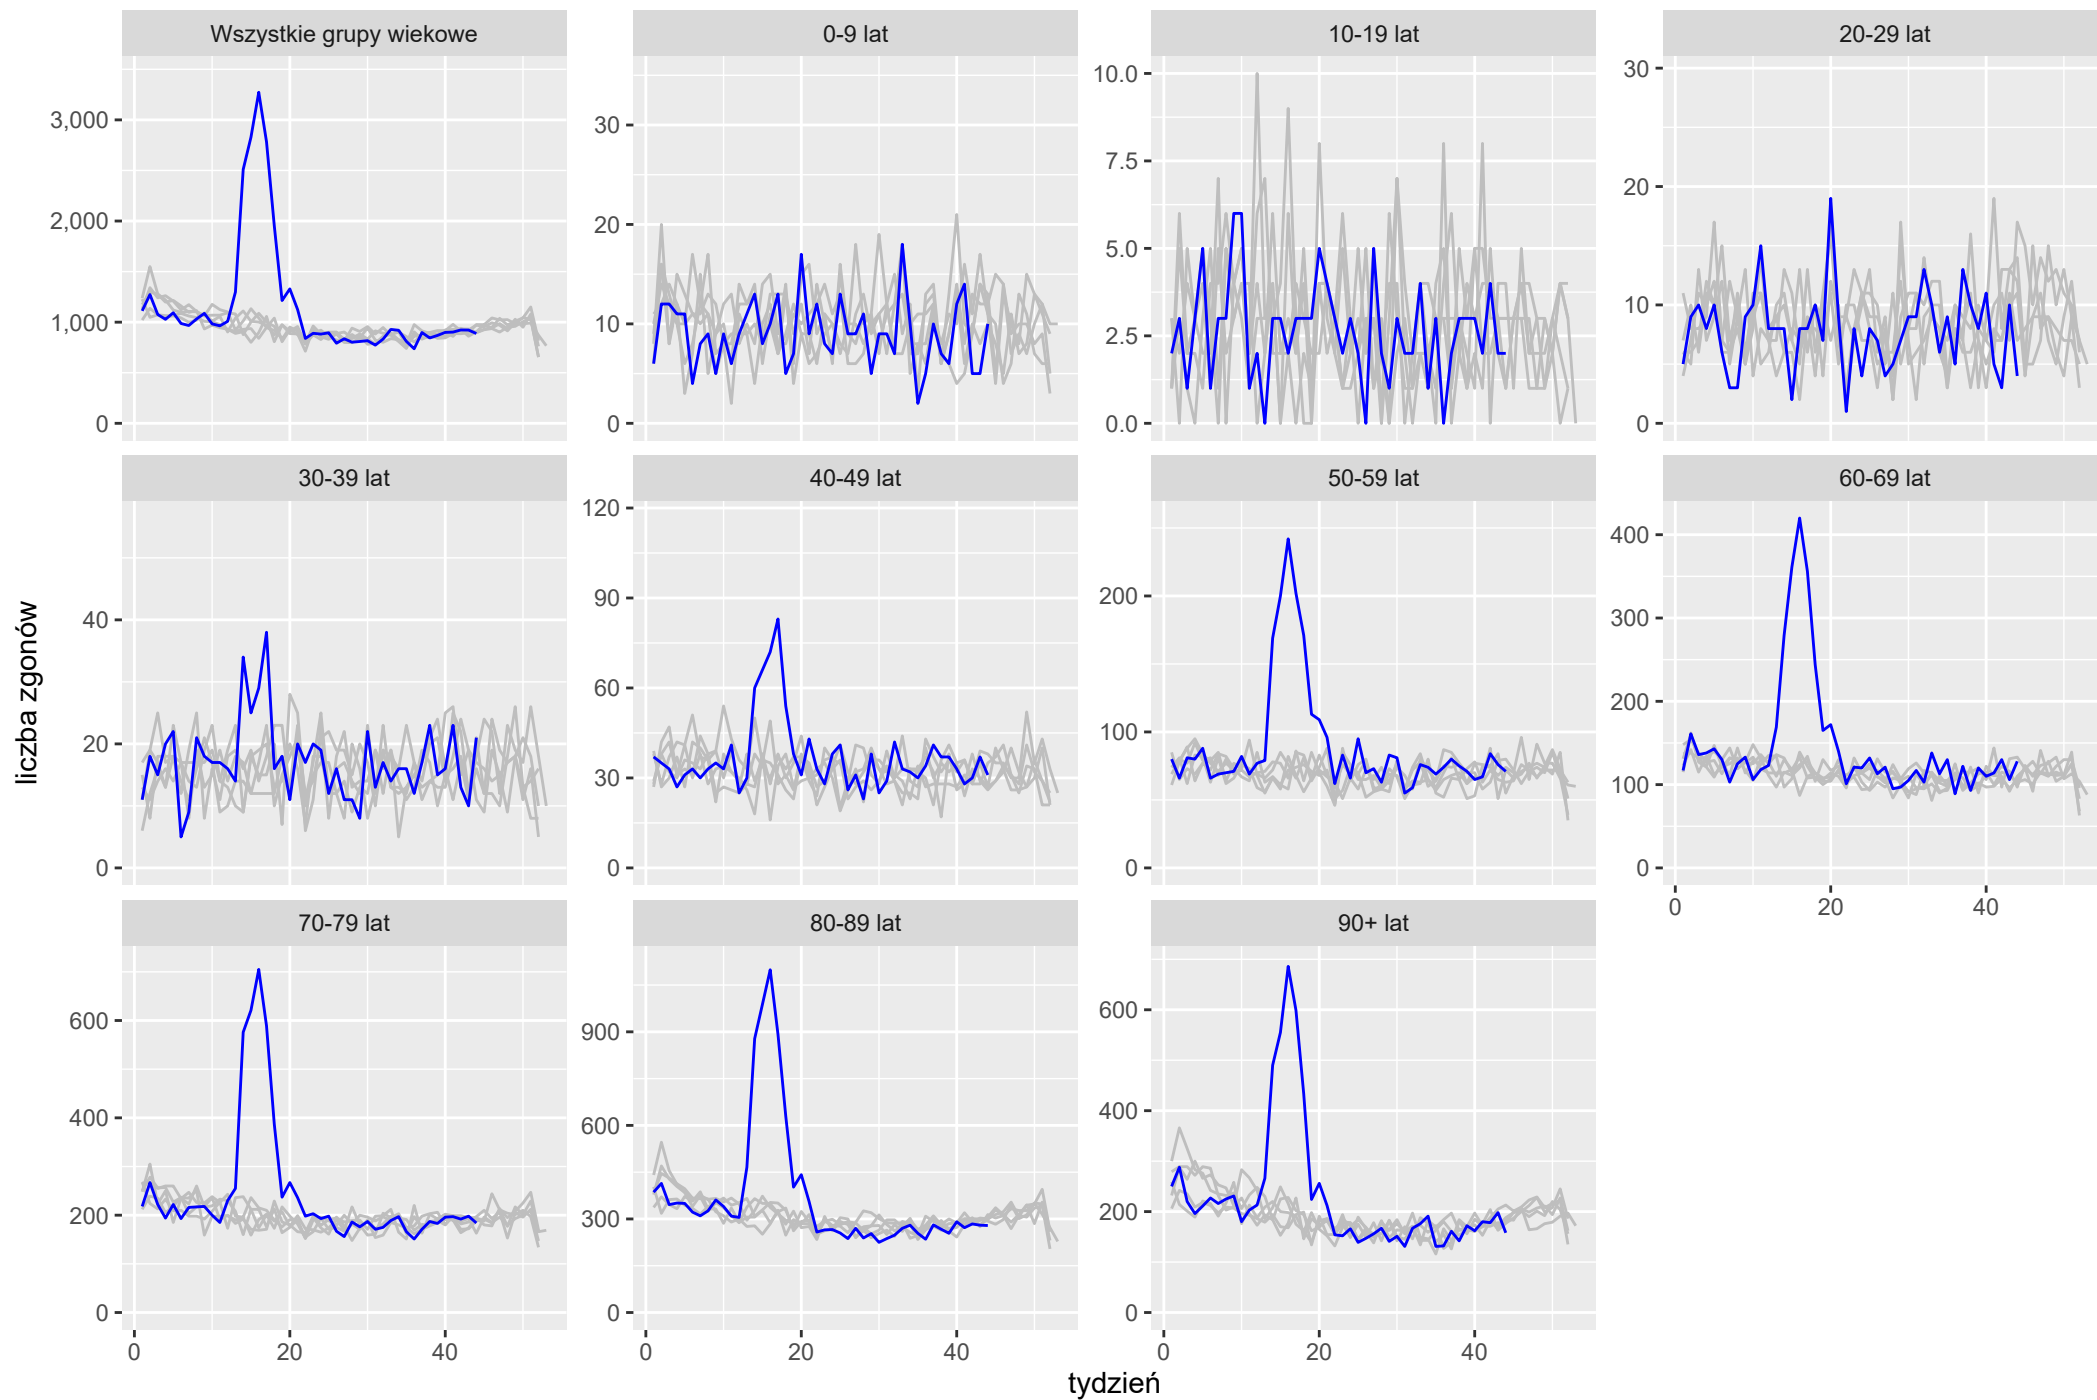 Wszystkie grupy wiekowe
0-9 lat
10-19 lat
20-29 lat
3,000
2,000
1,000
0
30
20
10
0
10.0
7.5
5.0
2.5
0.0
30
20
10
0
30-39 lat
40-49 lat
50-59 lat
60-69 lat
40
20
0
120
90
60
30
0
200
100
0
400
300
200
100
0
0 20 40
70-79 lat
80-89 lat
90+ lat
600
400
200
0
900
600
300
0
600
400
200
0
0 20 40
0 20 40
0 20 40
tydzień
liczba zgonów